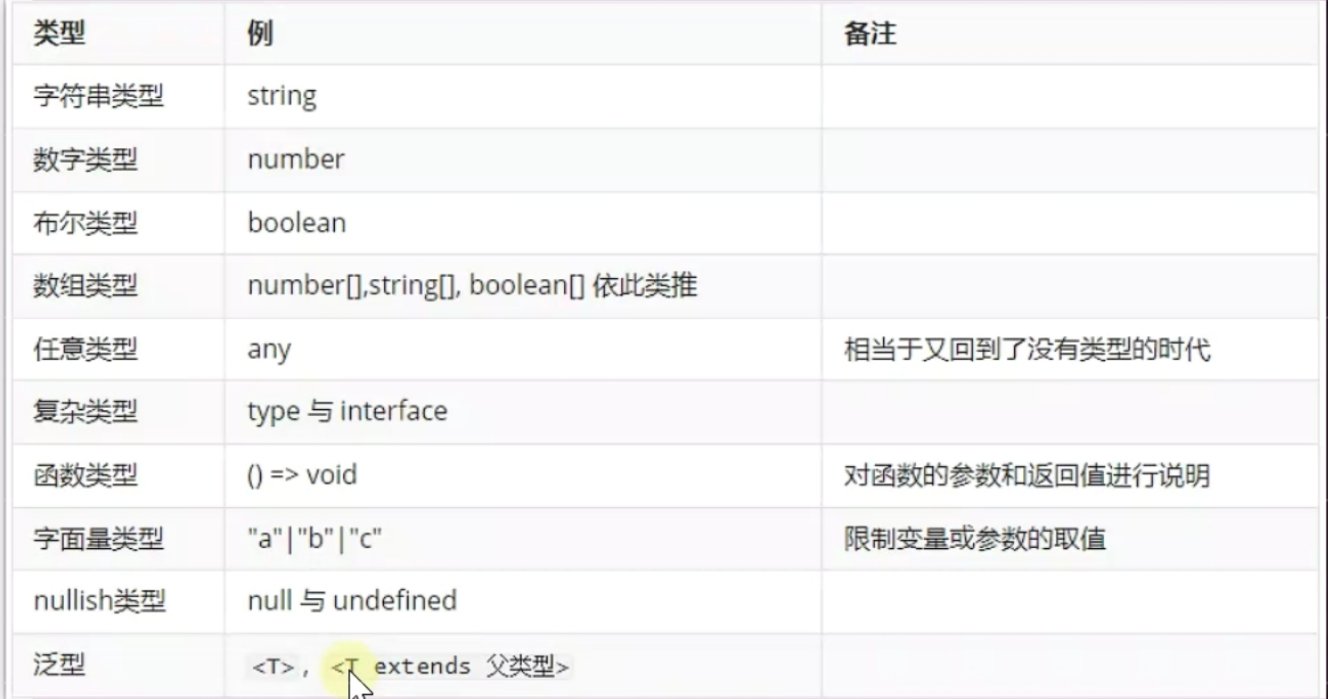 类型 例 备注
字符串类型 string
数字类型 number
布尔类型 boolean
数组类型 number[],string[], boolean[] 依此类推
任意类型 any 相当于又回到了没有类型的时代
复杂类型 type 与 interface
函数类型 () => void 对函数的参数和返回值进行说明
字面量类型 "a"|"b"|"c" 限制变量或参数的取值
nullish类型 null 与 undefined
泛型 <T>, <T extends 父类型>